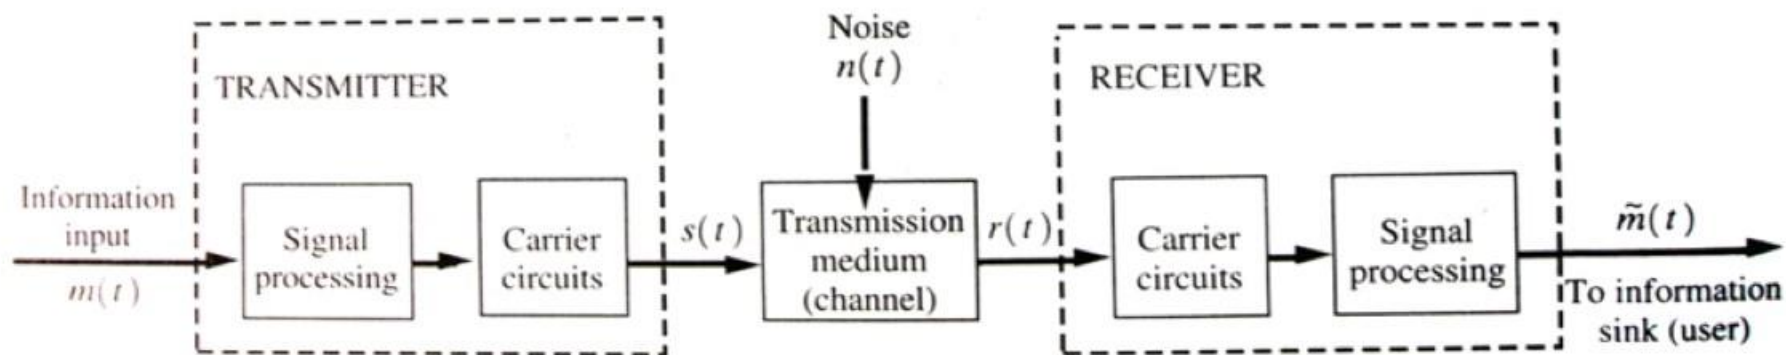 Noise
n(t)
TRANSMITTER
RECEIVER
Information
input
m(t)
Signal
processing
Carrier
circuits
s(t)
Transmission
medium
(channel)
r(t)
Carrier
circuits
Signal
processing
m̃(t)
To information
sink (user)